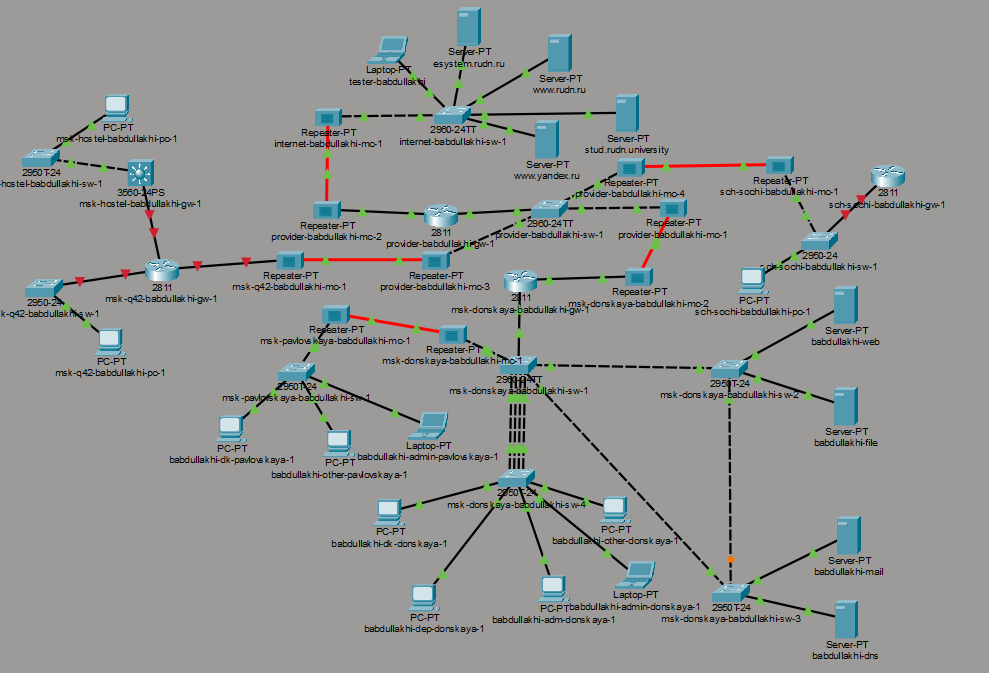 Server-PT
esystem.rudn.ru
Laptop-PT
tester-babdullakhi
Server-PT
www.rudn.ru
2960-24TT
internet-babdullakhi-sw-1
Repeater-PT
internet-babdullakhi-mc-1
Server-PT
stud.rudn.university
Server-PT
www.yandex.ru
PC-PT
msk-hostel-babdullakhi-pc-1
2950T-24
-hostel-babdullakhi-sw-1
3560-24PS
msk-hostel-babdullakhi-gw-1
Repeater-PT
provider-babdullakhi-mc-4
Repeater-PT
sch-sochi-babdullakhi-mc-1
2811
sch-sochi-babdullakhi-gw-1
Repeater-PT
provider-babdullakhi-mc-2
2811
provider-babdullakhi-gw-1
2960-24TT
provider-babdullakhi-sw-1
Repeater-PT
provider-babdullakhi-mc-1
2950-24
sch-sochi-babdullakhi-sw-1
2811
msk-q42-babdullakhi-gw-1
Repeater-PT
msk-q42-babdullakhi-mc-1
Repeater-PT
provider-babdullakhi-mc-3
2811
msk-donskaya-babdullakhi-gw-1
Repeater-PT
msk-donskaya-babdullakhi-mc-2
PC-PT
sch-sochi-babdullakhi-pc-1
2950-24
k-q42-babdullakhi-sw-1
PC-PT
msk-q42-babdullakhi-pc-1
Repeater-PT
msk-pavlovskaya-babdullakhi-mc-1
Repeater-PT
msk-donskaya-babdullakhi-mc-1
Server-PT
babdullakhi-web
2950T-24
msk-pavlovskaya-babdullakhi-sw-1
2960-24TT
msk-donskaya-babdullakhi-sw-1
2950T-24
msk-donskaya-babdullakhi-sw-2
Server-PT
babdullakhi-file
PC-PT
babdullakhi-dk-pavlovskaya-1
PC-PT
babdullakhi-other-pavlovskaya-1
Laptop-PT
babdullakhi-admin-pavlovskaya-1
2950T-24
msk-donskaya-babdullakhi-sw-4
PC-PT
babdullakhi-dk-donskaya-1
PC-PT
babdullakhi-other-donskaya-1
Server-PT
babdullakhi-mail
PC-PT
babdullakhi-dep-donskaya-1
PC-PT
babdullakhi-adm-donskaya-1
Laptop-PT
babdullakhi-admin-donskaya-1
2950T-24
msk-donskaya-babdullakhi-sw-3
Server-PT
babdullakhi-dns